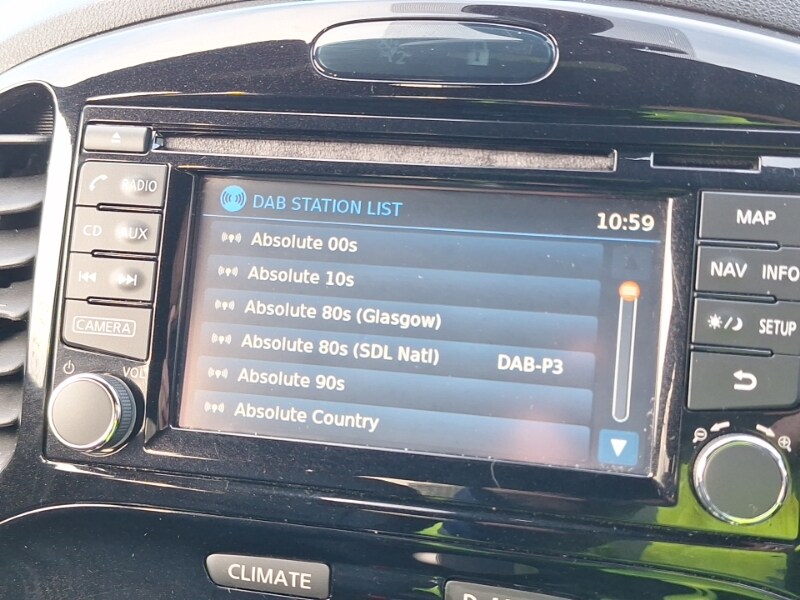 RADIO
CD AUX
CAMERA
VOL
DAB STATION LIST
10:59
Absolute 00s
Absolute 10s
Absolute 80s (Glasgow)
Absolute 80s (SDL Natl) DAB-P3
Absolute 90s
Absolute Country
MAP
NAV INFO
SETUP
CLIMATE